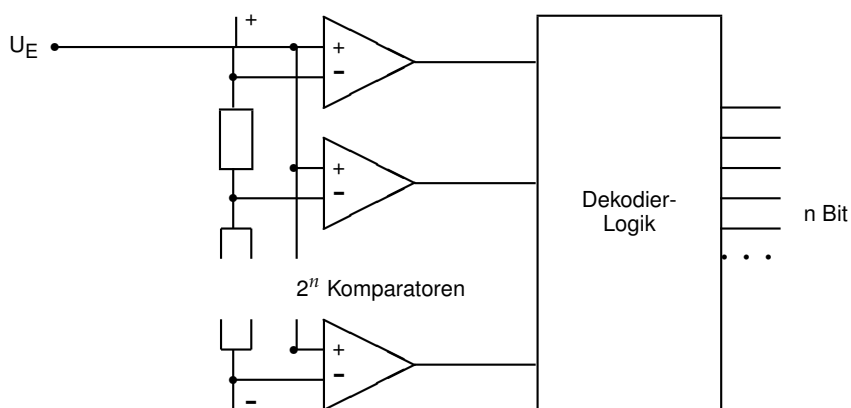 +
U_E
+
-
+
-
Dekodier-
Logik
n Bit
. . .
2^n Komparatoren
+
-
-